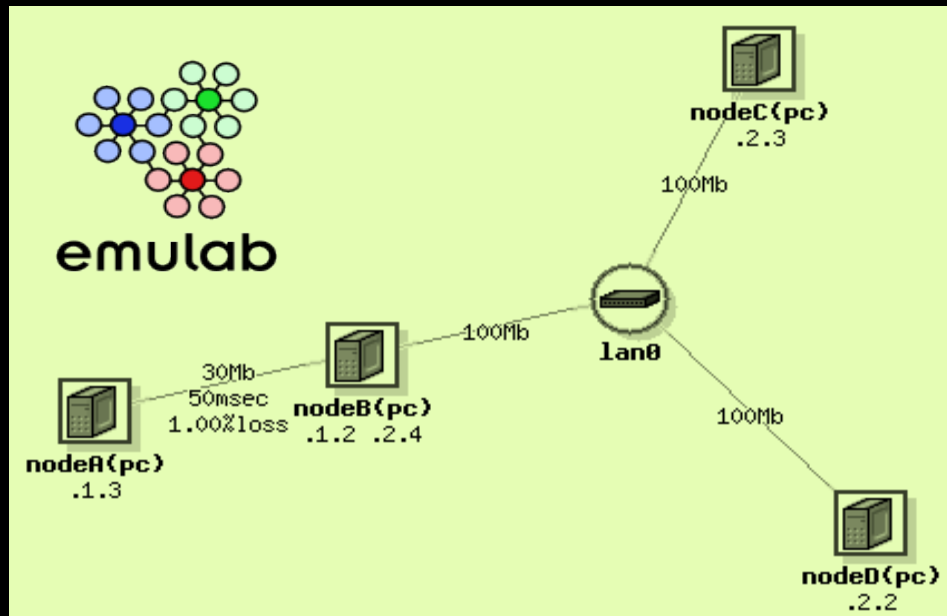 emulab
nodeC(pc)
.2.3
100Mb
lan0
100Mb
30Mb
50msec
1.00%loss
nodeB(pc)
.1.2 .2.4
nodeA(pc)
.1.3
100Mb
nodeD(pc)
.2.2